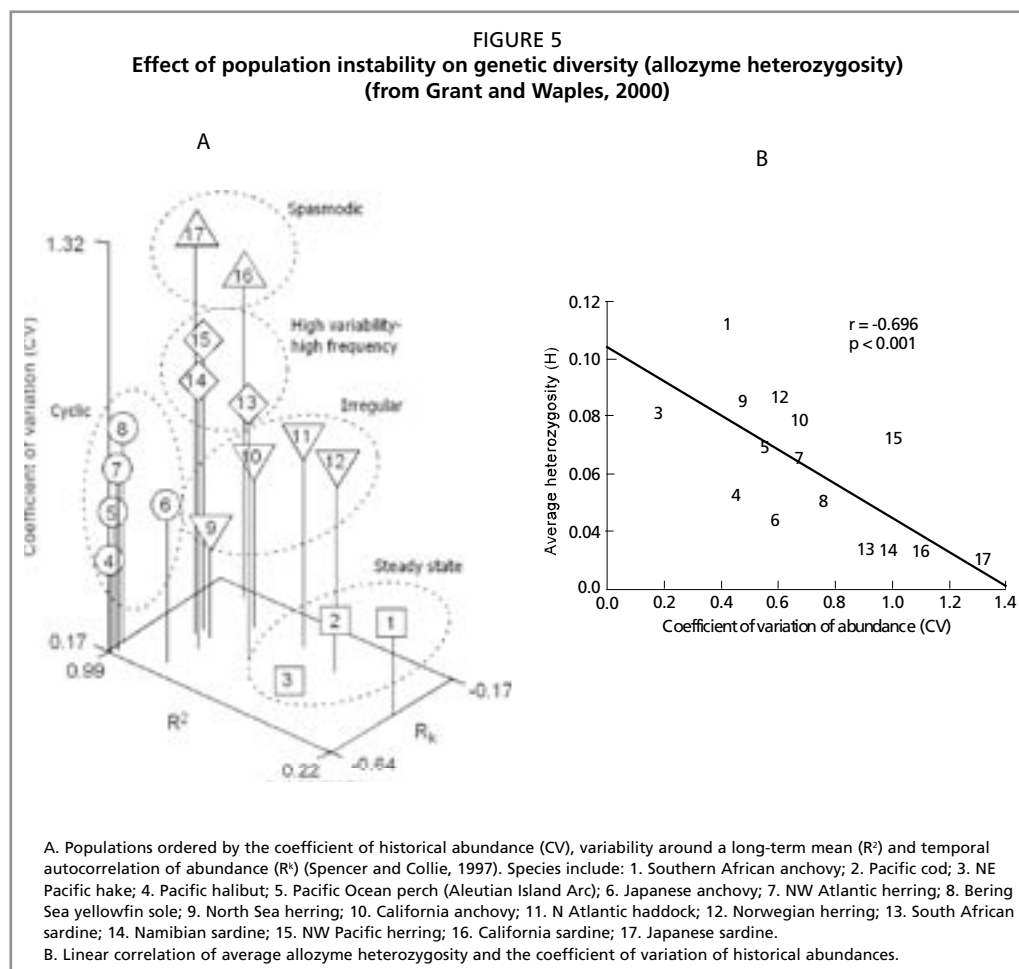 FIGURE 5
Effect of population instability on genetic diversity (allozyme heterozygosity)
(from Grant and Waples, 2000)
A
Spasmodic
17
1.32
16
High variability-
high frequency
15
14
13
Coefficient of variation (CV)
Cyclic
Irregular
8
11
10
12
7
6
5
9
4
Steady state
2
1
3
0.17
0.99
-0.17
R²
Rk
0.22
-0.64
B
0.12
r = -0.696
p < 0.001
1
0.10
12
9
3
10
0.08
15
5
7
0.06
4
8
6
0.04
13
14
16
17
0.0
Average heterozygosity (H)
0.0 0.2 0.4 0.6 0.8 1.0 1.2 1.4
Coefficient of variation of abundance (CV)
A. Populations ordered by the coefficient of historical abundance (CV), variability around a long-term mean (R²) and temporal
autocorrelation of abundance (Rᵏ) (Spencer and Collie, 1997). Species include: 1. Southern African anchovy; 2. Pacific cod; 3. NE
Pacific hake; 4. Pacific halibut; 5. Pacific Ocean perch (Aleutian Island Arc); 6. Japanese anchovy; 7. NW Atlantic herring; 8. Bering
Sea yellowfin sole; 9. North Sea herring; 10. California anchovy; 11. N Atlantic haddock; 12. Norwegian herring; 13. South African
sardine; 14. Namibian sardine; 15. NW Pacific herring; 16. California sardine; 17. Japanese sardine.
B. Linear correlation of average allozyme heterozygosity and the coefficient of variation of historical abundances.